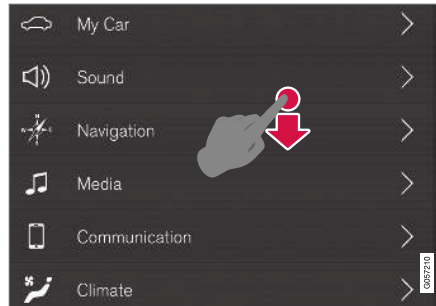 My Car
Sound
Navigation
Media
Communication
Climate
G057210